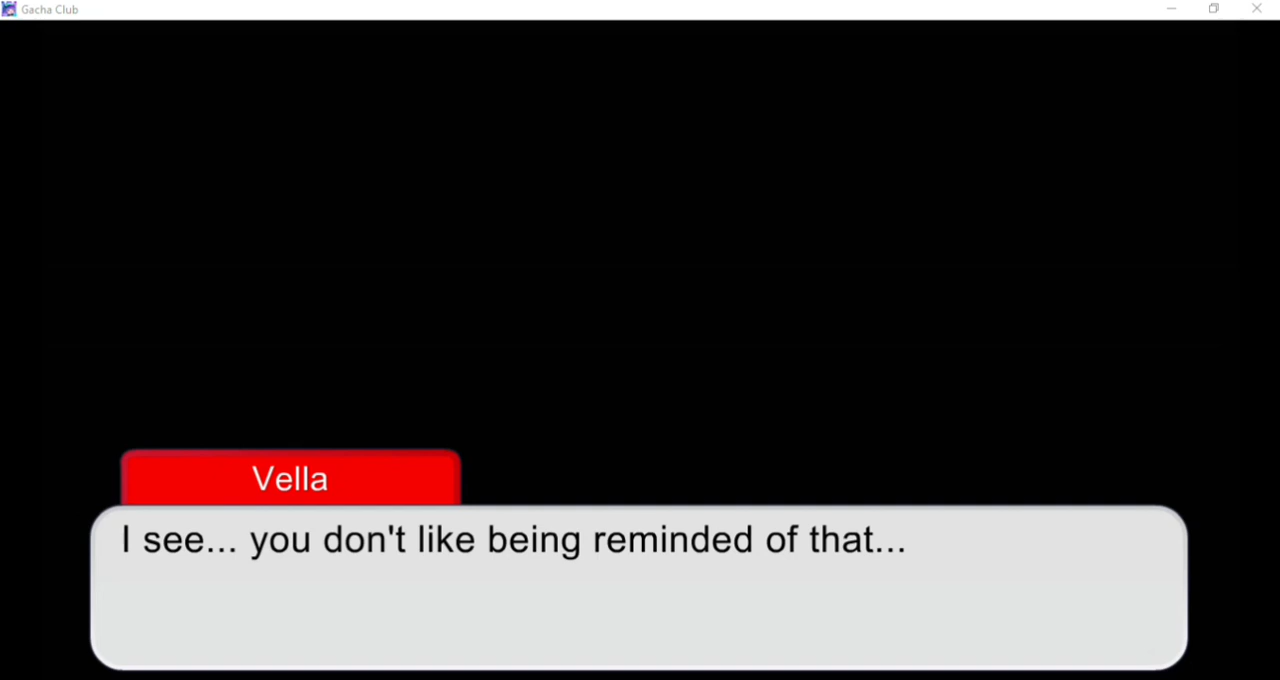 Gacha Club
Vella
I see... you don't like being reminded of that...